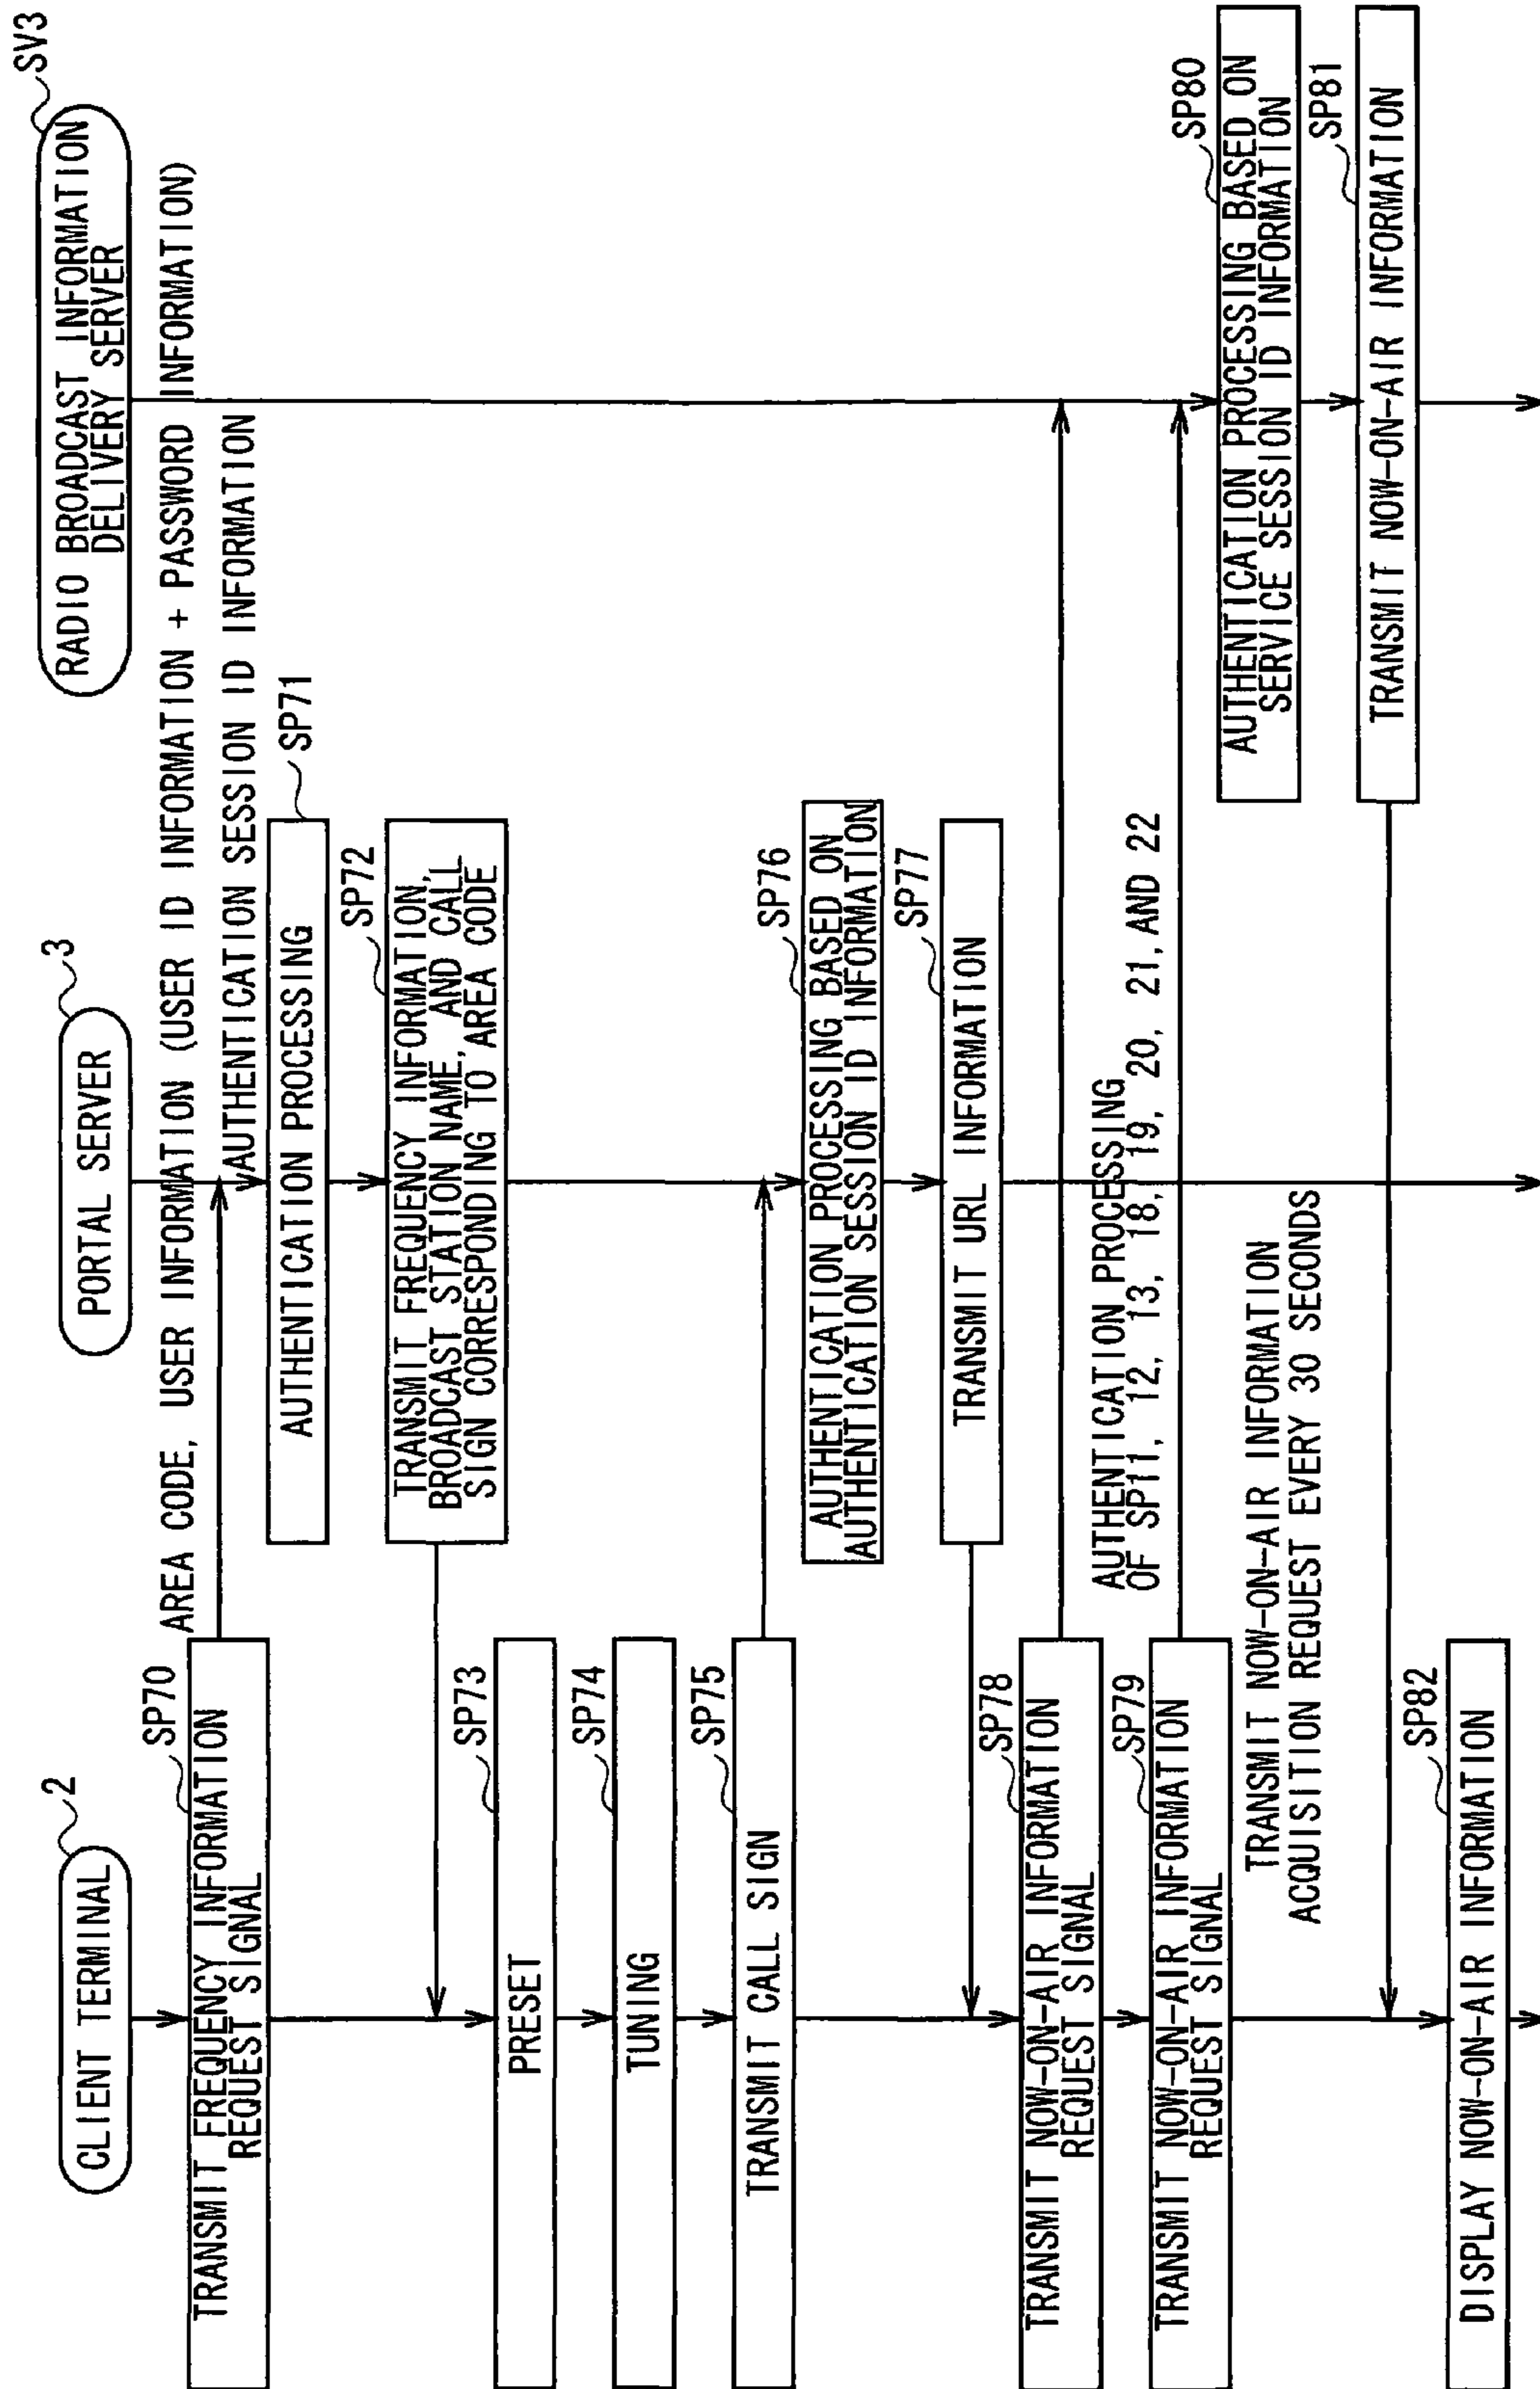 CLIENT TERMINAL
2
PORTAL SERVER
3
RADIO BROADCAST INFORMATION
DELIVERY SERVER
SV3
SP70
TRANSMIT FREQUENCY INFORMATION
REQUEST SIGNAL
AREA CODE, USER INFORMATION (USER ID INFORMATION + PASSWORD INFORMATION)
AUTHENTICATION SESSION ID INFORMATION
SP71
AUTHENTICATION PROCESSING
SP72
TRANSMIT FREQUENCY INFORMATION,
BROADCAST STATION NAME, AND CALL
SIGN CORRESPONDING TO AREA CODE
SP73
PRESET
SP74
TUNING
SP75
TRANSMIT CALL SIGN
SP76
AUTHENTICATION PROCESSING BASED ON
AUTHENTICATION SESSION ID INFORMATION
SP77
TRANSMIT URL INFORMATION
SP78
TRANSMIT NOW-ON-AIR INFORMATION
REQUEST SIGNAL
AUTHENTICATION PROCESSING
OF SP11, 12, 13, 18, 19, 20, 21, AND 22
SP79
TRANSMIT NOW-ON-AIR INFORMATION
REQUEST SIGNAL
SP80
AUTHENTICATION PROCESSING BASED ON
SERVICE SESSION ID INFORMATION
TRANSMIT NOW-ON-AIR INFORMATION
ACQUISITION REQUEST EVERY 30 SECONDS
SP81
TRANSMIT NOW-ON-AIR INFORMATION
SP82
DISPLAY NOW-ON-AIR INFORMATION